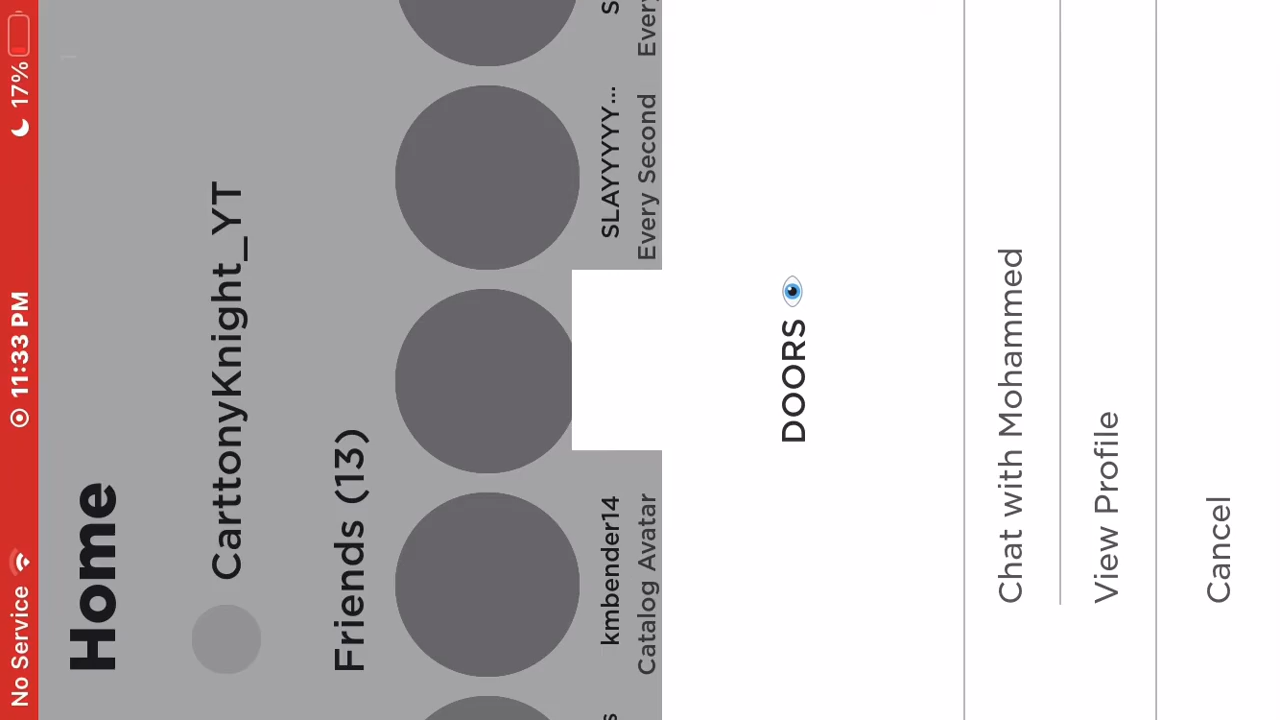 No Service 11:33 PM 17%
Home
CarttonyKnight_YT
Friends (13)
kmbender14 SLAYYYYY...
Catalog Avatar Every Second Every
DOORS 👁
Chat with Mohammed
View Profile
Cancel